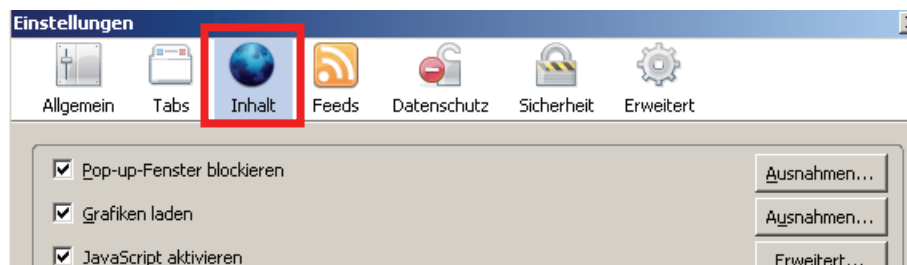 Einstellungen
Allgemein Tabs Inhalt Feeds Datenschutz Sicherheit Erweitert
Pop-up-Fenster blockieren Ausnahmen...
Grafiken laden Ausnahmen...
JavaScript aktivieren Erweitert...